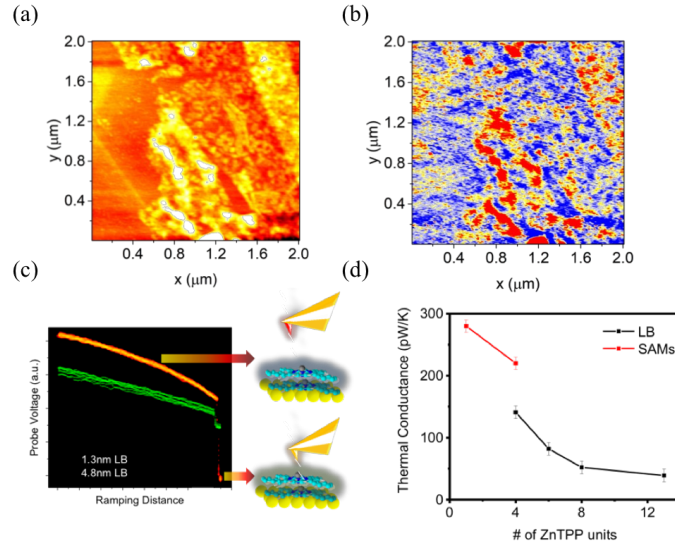 (a)
(b)
2.0
1.6
1.2
0.8
0.4
y (μm)
0.4 0.8 1.2 1.6 2.0
x (μm)
2.0
1.6
1.2
0.8
0.4
y (μm)
0.4 0.8 1.2 1.6 2.0
x (μm)
(c)
Probe Voltage (a.u.)
1.3nm LB
4.8nm LB
Ramping Distance
(d)
300
200
100
0
Thermal Conductance (pW/K)
LB
SAMs
0 4 8 12
# of ZnTPP units